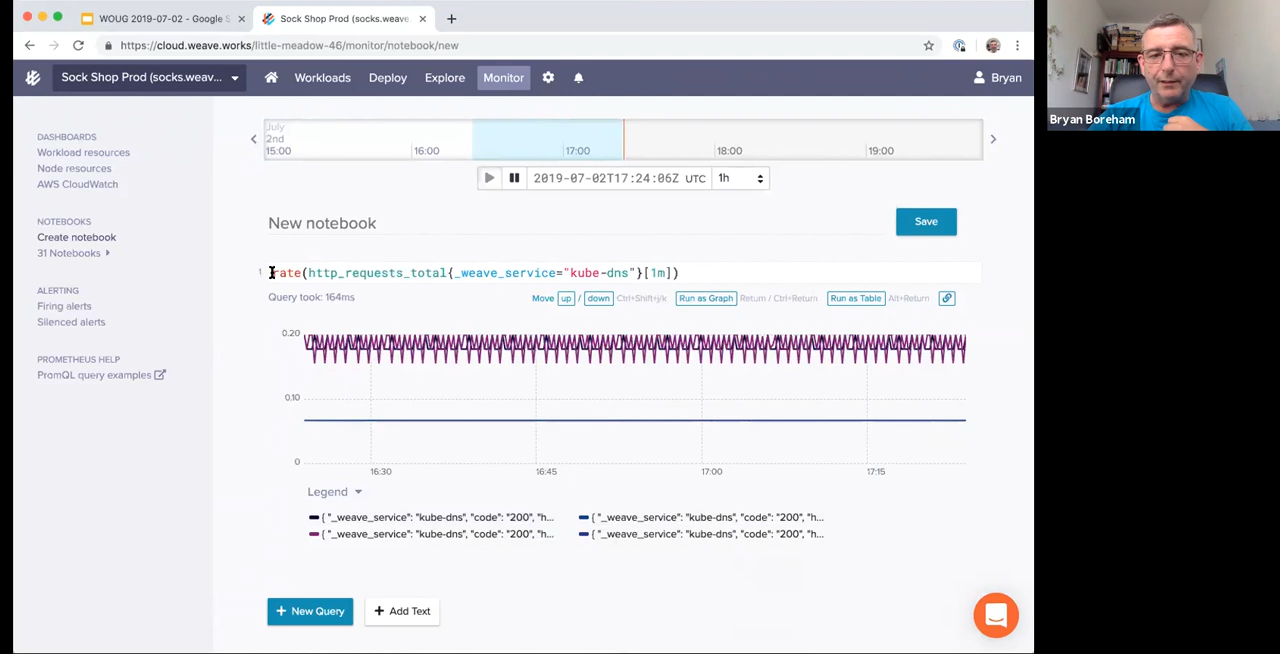 WOUG 2019-07-02 - Google S
Sock Shop Prod (socks.weave.
https://cloud.weave.works/little-meadow-46/monitor/notebook/new
Sock Shop Prod (socks.weav...
Workloads
Deploy
Explore
Monitor
Bryan
Bryan Boreham
DASHBOARDS
Workload resources
Node resources
AWS CloudWatch
NOTEBOOKS
Create notebook
31 Notebooks
ALERTING
Firing alerts
Silenced alerts
PROMETHEUS HELP
PromQL query examples
July
2nd
15:00 16:00 17:00 18:00 19:00
2019-07-02T17:24:06Z UTC 1h
New notebook
Save
1 rate(http_requests_total{_weave_service="kube-dns"}[1m])
Query took: 164ms
Move up / down Ctrl+Shift+j/k Run as Graph Return / Ctrl+Return Run as Table Alt+Return
0.20
0.10
0
16:30 16:45 17:00 17:15
Legend
{ "_weave_service": "kube-dns", "code": "200", "h...
{ "_weave_service": "kube-dns", "code": "200", "h...
{ "_weave_service": "kube-dns", "code": "200", "h...
{ "_weave_service": "kube-dns", "code": "200", "h...
+ New Query
+ Add Text